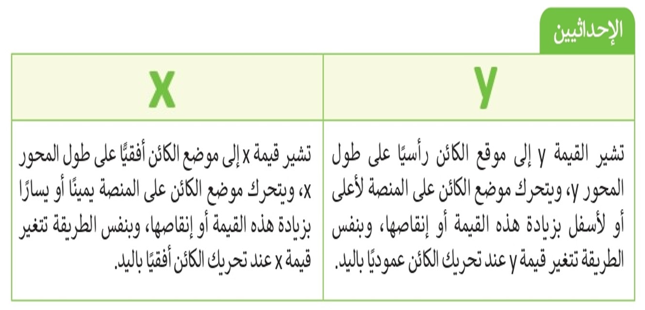 الإحداثيين
y
تشير القيمة y إلى موقع الكائن رأسيًا على طول
المحور y، ويتحرك موضع الكائن على المنصة لأعلى
أو لأسفل بزيادة هذه القيمة أو إنقاصها، وبنفس
الطريقة تتغير قيمة y عند تحريك الكائن عموديًا باليد.
x
تشير قيمة x إلى موضع الكائن أفقيًّا على طول المحور
x، ويتحرك موضع الكائن على المنصة يمينًا أو يسارًا
بزيادة هذه القيمة أو إنقاصها، وبنفس الطريقة تتغير
قيمة x عند تحريك الكائن أفقيًا باليد.